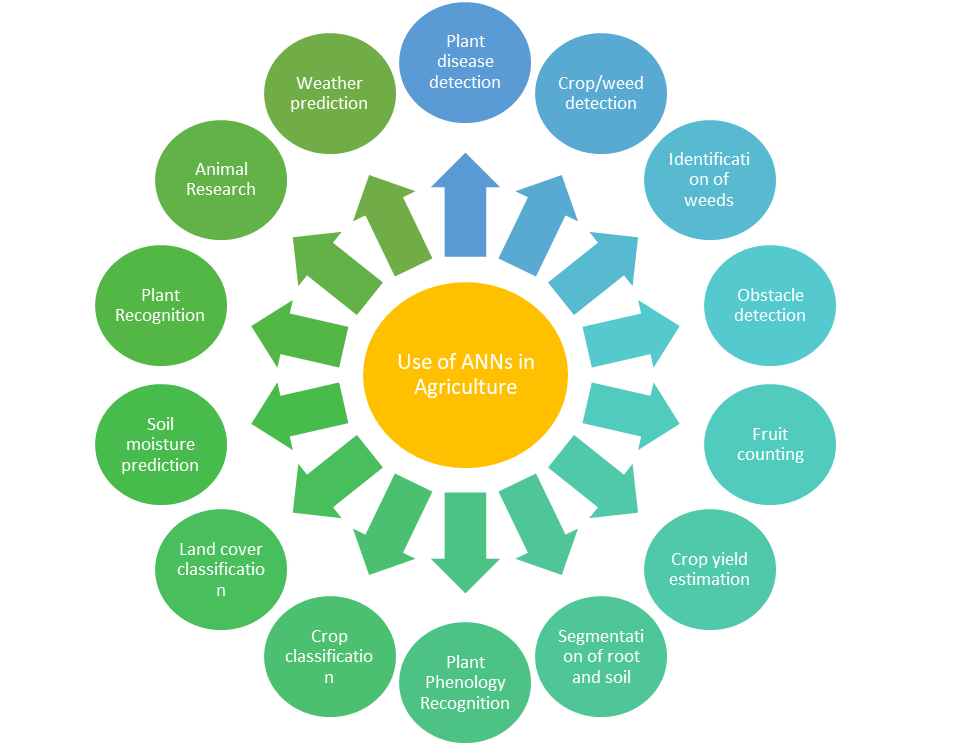 Plant
disease
detection
Crop/weed
detection
Identificati
on of
weeds
Obstacle
detection
Fruit
counting
Crop yield
estimation
Segmentati
on of root
and soil
Plant
Phenology
Recognition
Crop
classificatio
n
Land cover
classificatio
n
Soil
moisture
prediction
Plant
Recognition
Animal
Research
Weather
prediction
Use of ANNs in
Agriculture